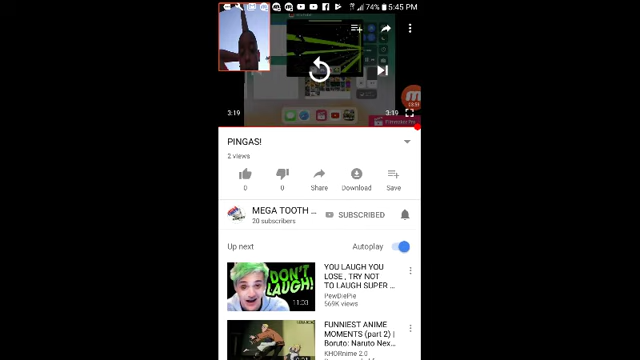 74% 5:45 PM
3:19
3:19
PINGAS!
2 views
0
0
Share
Download
Save
MEGA TOOTH ...
20 subscribers
SUBSCRIBED
Up next
Autoplay
DON'T
LAUGH!
11:03
YOU LAUGH YOU
LOSE , TRY NOT
TO LAUGH SUPER ...
PewDiePie
569K views
FUNNIEST ANIME
MOMENTS (part 2) |
Boruto: Naruto Nex...
KHORnime 2.0